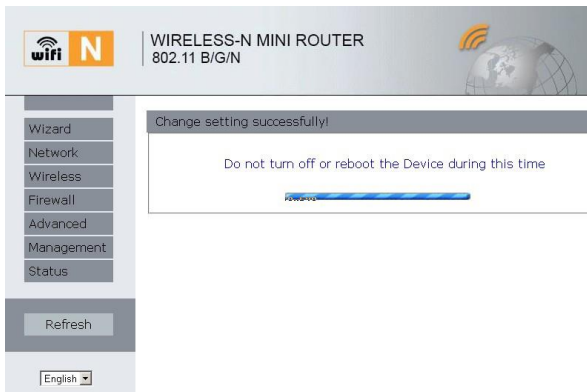 wifi N
WIRELESS-N MINI ROUTER
802.11 B/G/N
Wizard
Network
Wireless
Firewall
Advanced
Management
Status
Refresh
English
Change setting successfully!
Do not turn off or reboot the Device during this time